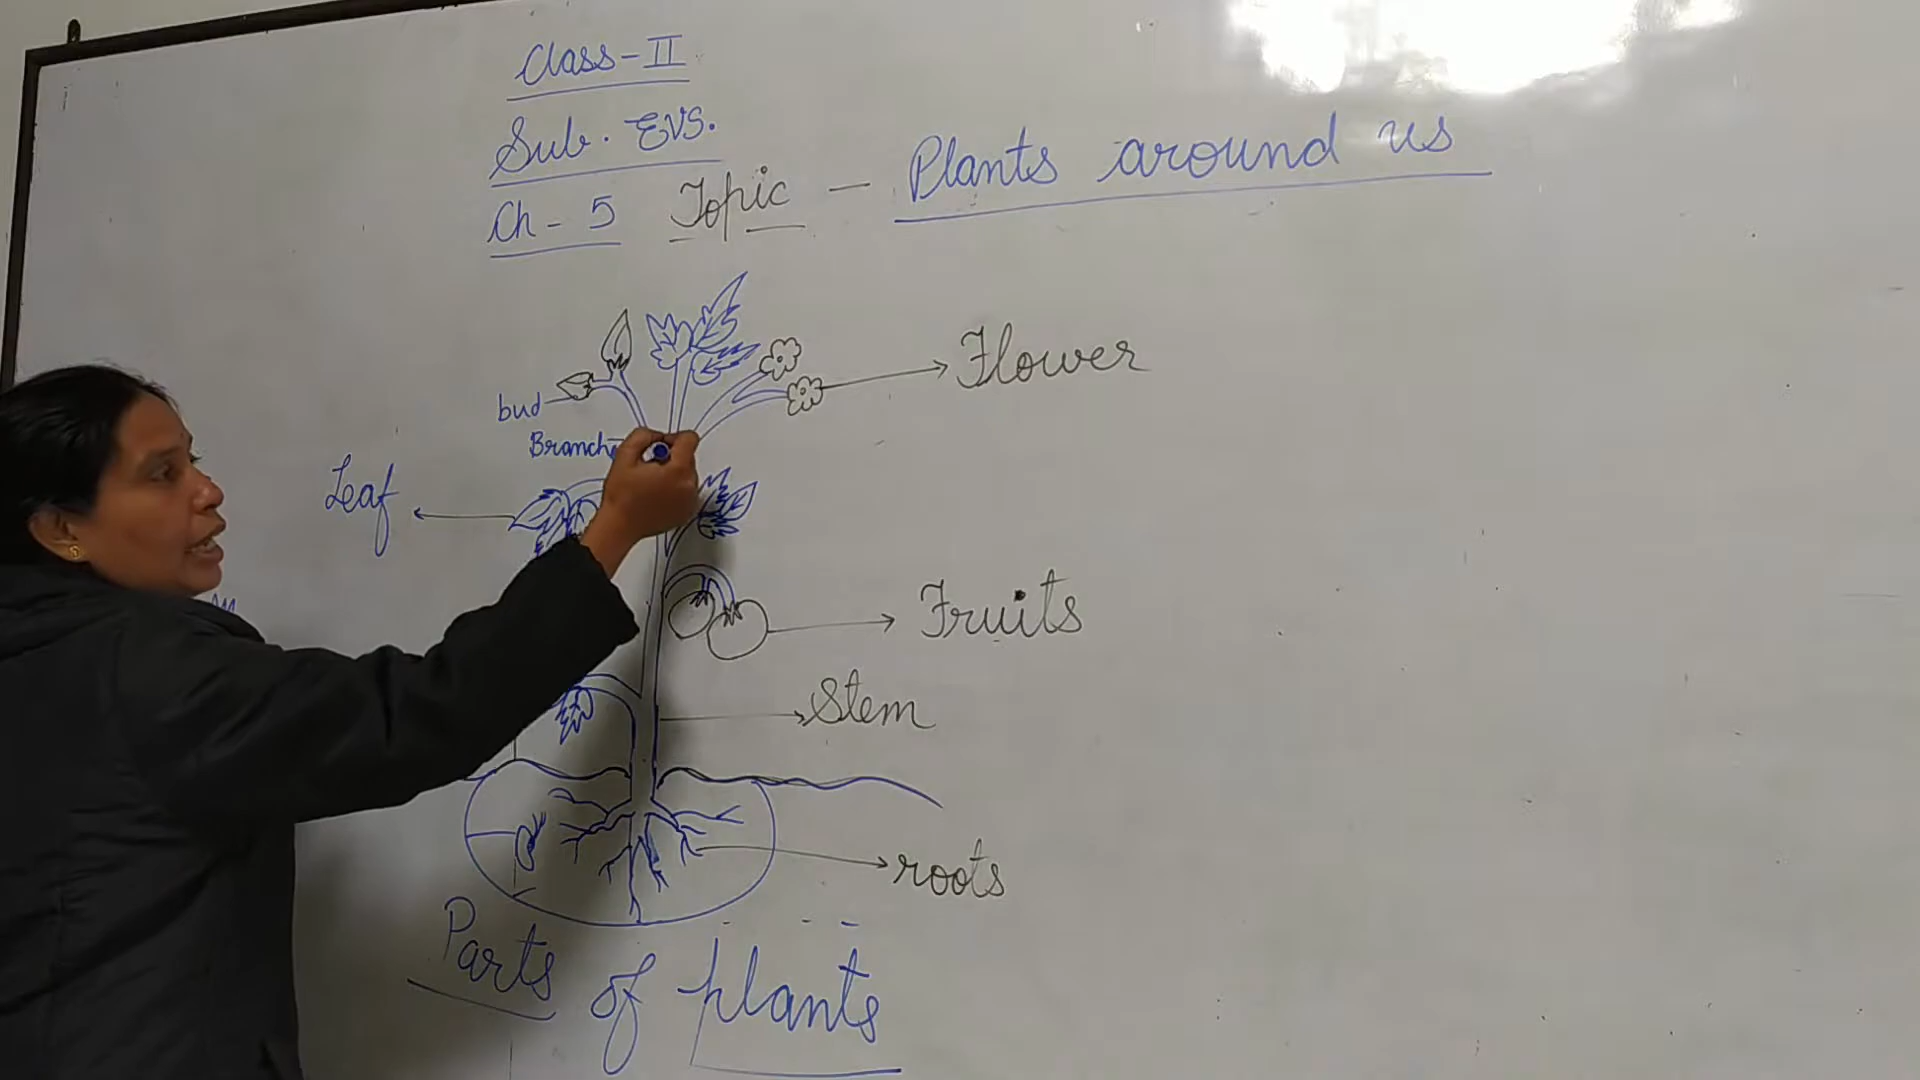 Class-II
Sub. EVS.
Ch - 5 Topic - Plants around us
Flower
bud
Branch
Leaf
Fruits
Stem
roots
Parts of plants